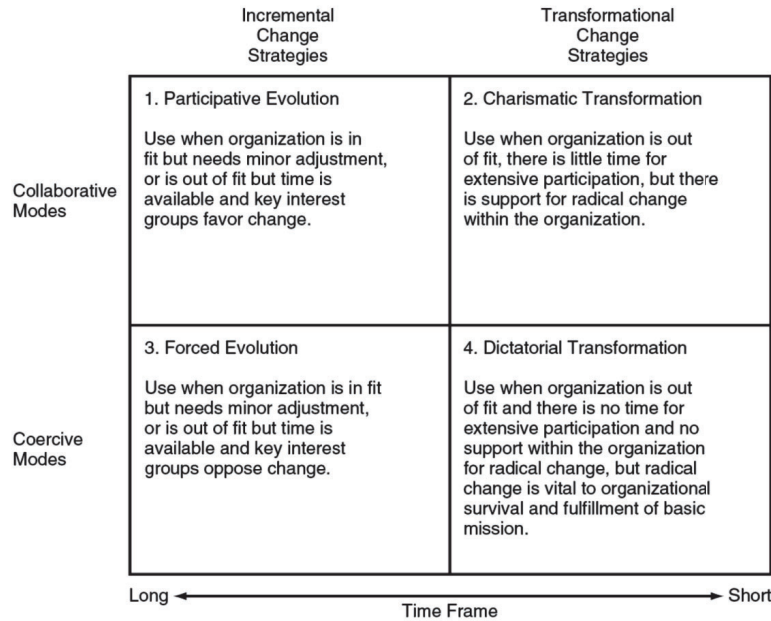 Incremental
Change
Strategies
Transformational
Change
Strategies
Collaborative
Modes
1. Participative Evolution
Use when organization is in
fit but needs minor adjustment,
or is out of fit but time is
available and key interest
groups favor change.
2. Charismatic Transformation
Use when organization is out
of fit, there is little time for
extensive participation, but there
is support for radical change
within the organization.
Coercive
Modes
3. Forced Evolution
Use when organization is in fit
but needs minor adjustment,
or is out of fit but time is
available and key interest
groups oppose change.
4. Dictatorial Transformation
Use when organization is out
of fit and there is no time for
extensive participation and no
support within the organization
for radical change, but radical
change is vital to organizational
survival and fulfillment of basic
mission.
Long
Short
Time Frame